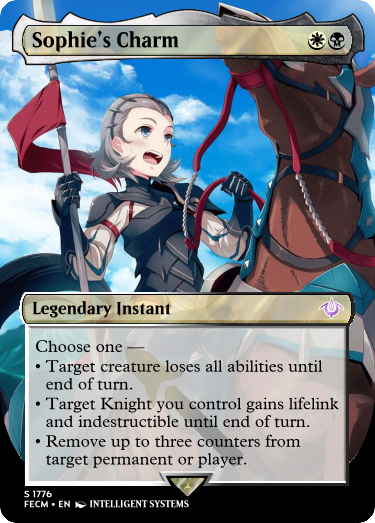 Sophie's Charm
Legendary Instant
Choose one —
• Target creature loses all abilities until
end of turn.
• Target Knight you control gains lifelink
and indestructible until end of turn.
• Remove up to three counters from
target permanent or player.
S 1776
FECM • EN INTELLIGENT SYSTEMS